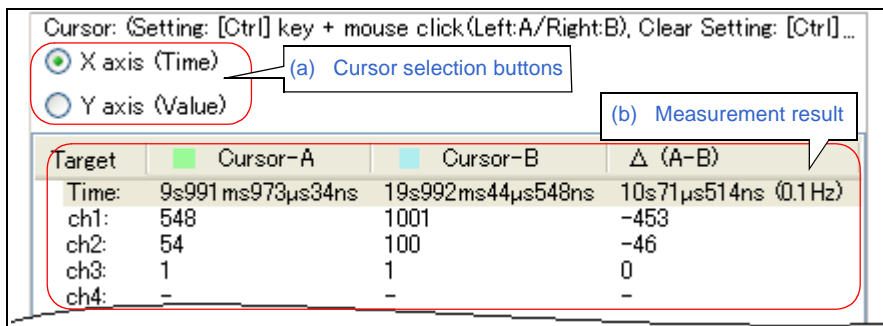 Cursor: (Setting: [Ctrl] key + mouse click(Left:A/Right:B), Clear Setting: [Ctrl]...
X axis (Time)
(a) Cursor selection buttons
Y axis (Value)
(b) Measurement result
Target Cursor-A Cursor-B Δ (A-B)
Time: 9s991ms973μs34ns 19s992ms44μs548ns 10s71μs514ns (0.1Hz)
ch1: 548 1001 -453
ch2: 54 100 -46
ch3: 1 1 0
ch4: - - -